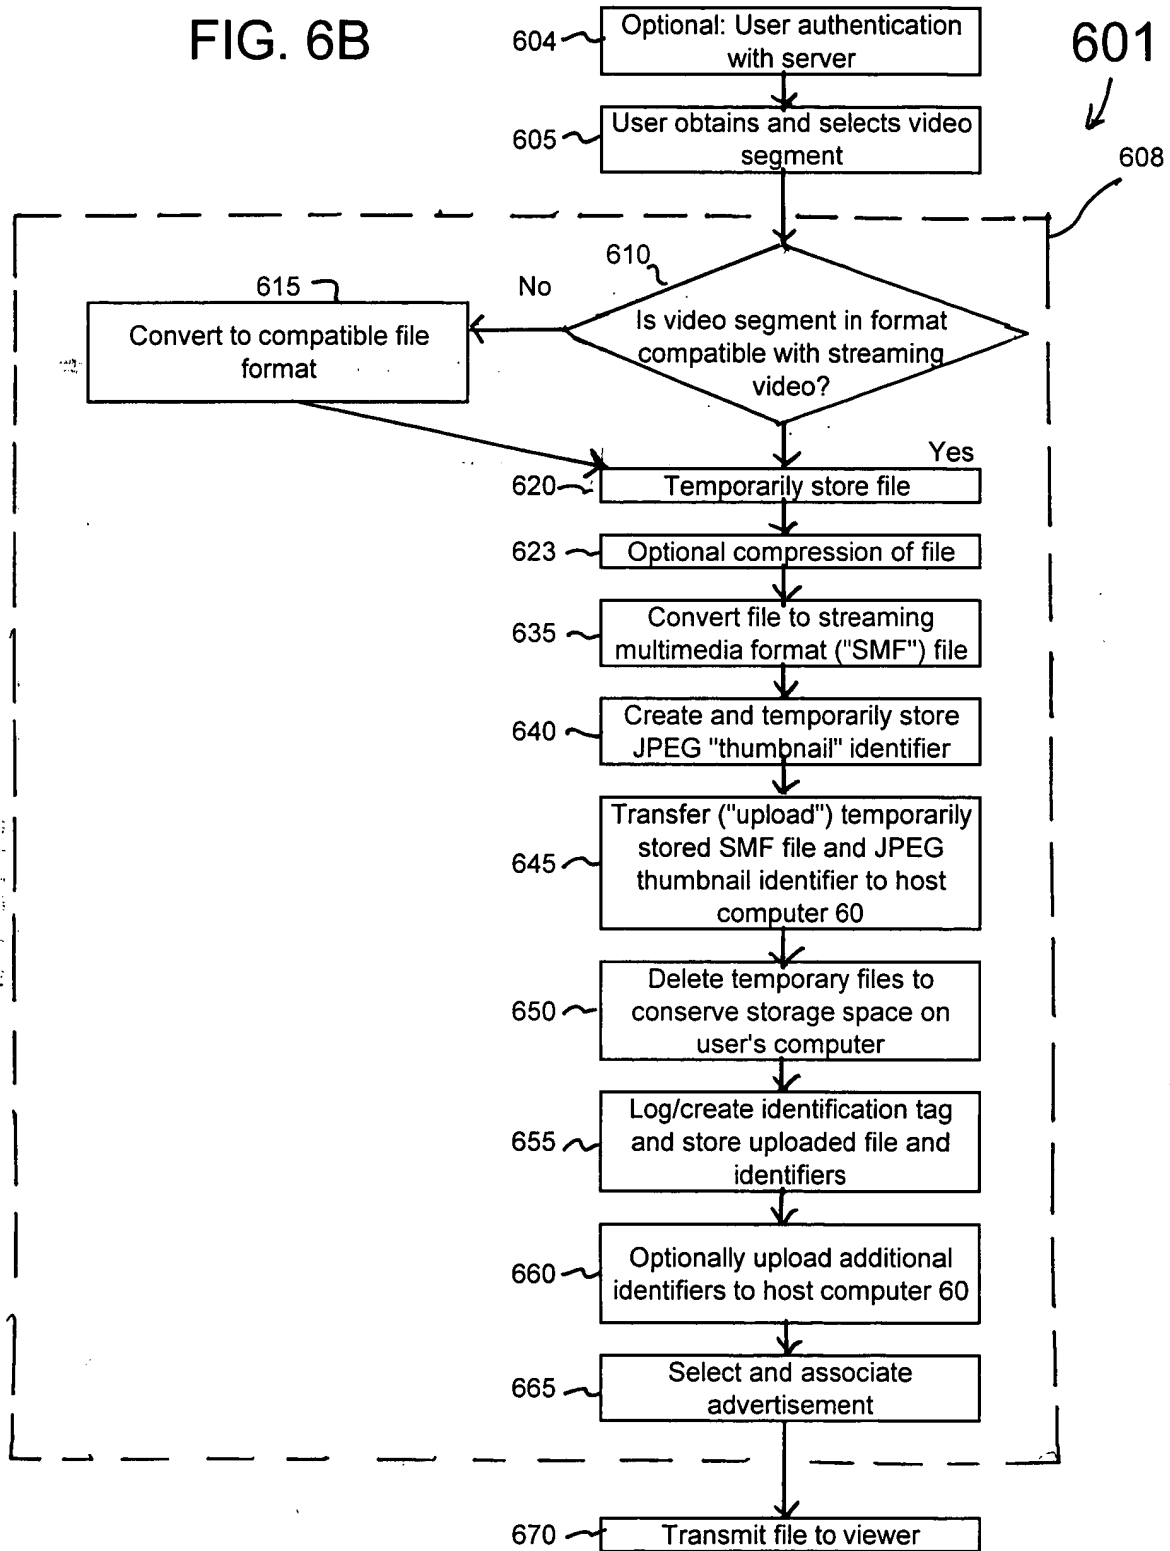 FIG. 6B
601
604
Optional: User authentication
with server
605
User obtains and selects video
segment
608
610
Is video segment in format
compatible with streaming
video?
No
615
Convert to compatible file
format
Yes
620
Temporarily store file
623
Optional compression of file
635
Convert file to streaming
multimedia format ("SMF") file
640
Create and temporarily store
JPEG "thumbnail" identifier
645
Transfer ("upload") temporarily
stored SMF file and JPEG
thumbnail identifier to host
computer 60
650
Delete temporary files to
conserve storage space on
user's computer
655
Log/create identification tag
and store uploaded file and
identifiers
660
Optionally upload additional
identifiers to host computer 60
665
Select and associate
advertisement
670
Transmit file to viewer